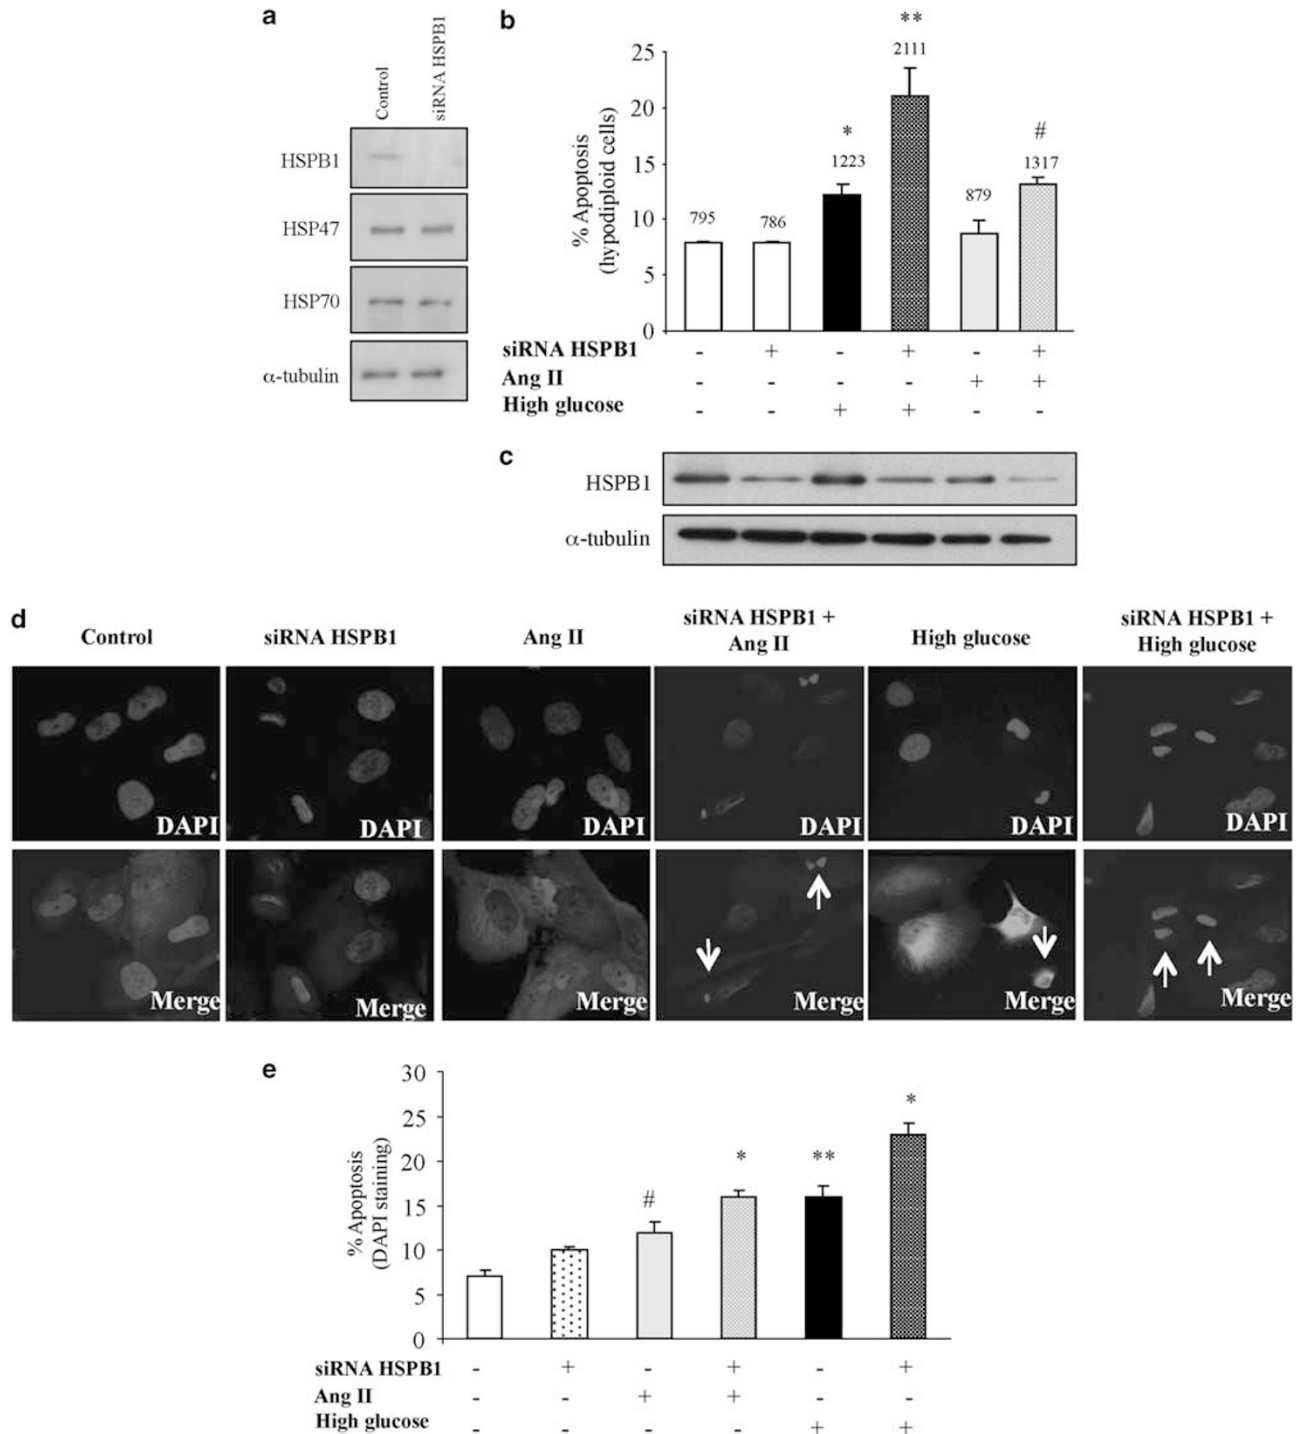 a
Control
siRNA HSPB1
HSPB1
HSP47
HSP70
α-tubulin
b
% Apoptosis
(hypodiploid cells)
25
20
15
10
5
0
795
786
*
1223
**
2111
879
#
1317
siRNA HSPB1 - + - + - +
Ang II - - - - + +
High glucose - - + + - -
c
HSPB1
α-tubulin
d
Control
siRNA HSPB1
Ang II
siRNA HSPB1 +
Ang II
High glucose
siRNA HSPB1 +
High glucose
DAPI DAPI DAPI DAPI DAPI DAPI
Merge Merge Merge Merge Merge Merge
e
% Apoptosis
(DAPI staining)
30
25
20
15
10
5
0
#
*
**
*
siRNA HSPB1 - + - + - +
Ang II - - + + - -
High glucose - - - - + +